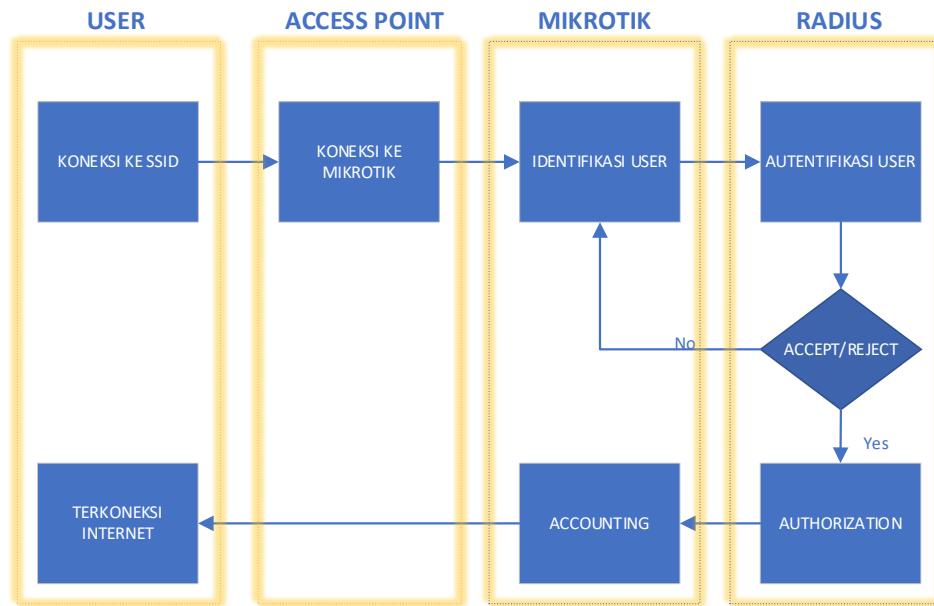 USER
ACCESS POINT
MIKROTIK
RADIUS
KONEKSI KE SSID
KONEKSI KE
MIKROTIK
IDENTIFIKASI USER
AUTENTIFIKASI USER
No
ACCEPT/REJECT
Yes
TERKONEKSI
INTERNET
ACCOUNTING
AUTHORIZATION